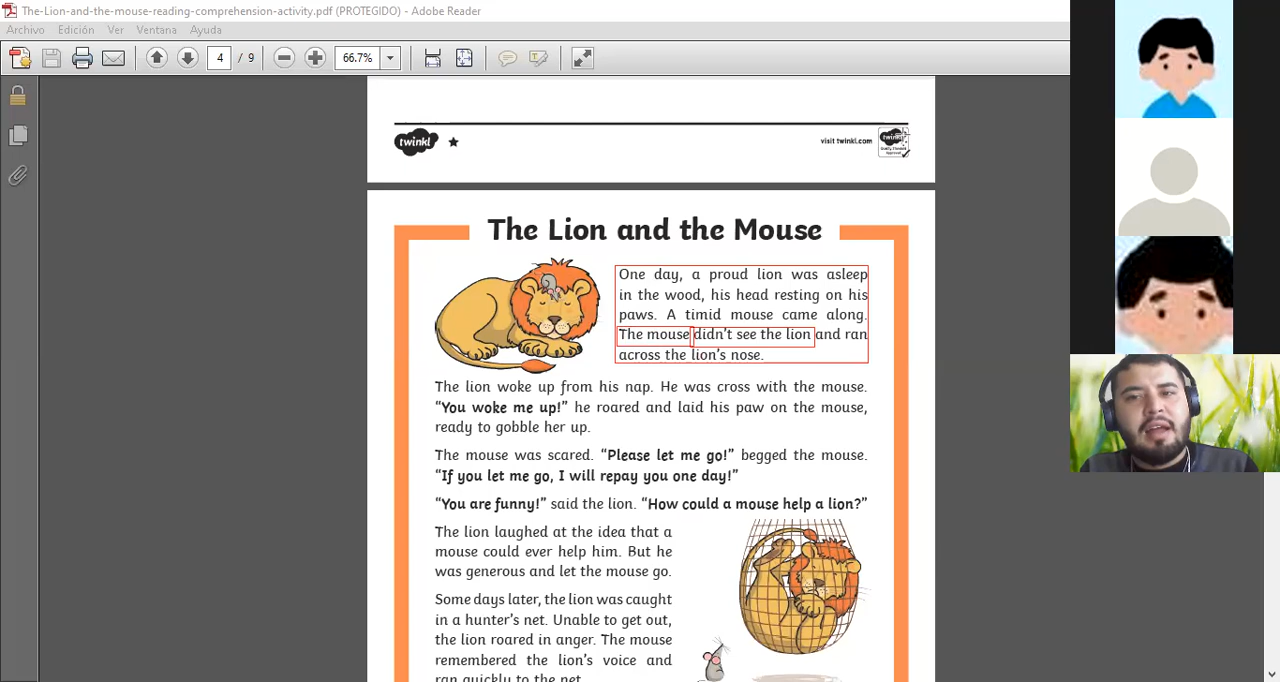 The-Lion-and-the-mouse-reading-comprehension-activity.pdf (PROTEGIDO) - Adobe Reader
Archivo Edición Ver Ventana Ayuda
4 / 9 66.7%
twinkl
visit twinkl.com
twinkl
The Lion and the Mouse
One day, a proud lion was asleep
in the wood, his head resting on his
paws. A timid mouse came along.
The mouse didn't see the lion and ran
across the lion's nose.
The lion woke up from his nap. He was cross with the mouse.
“You woke me up!” he roared and laid his paw on the mouse,
ready to gobble her up.
The mouse was scared. “Please let me go!” begged the mouse.
“If you let me go, I will repay you one day!”
“You are funny!” said the lion. “How could a mouse help a lion?”
The lion laughed at the idea that a
mouse could ever help him. But he
was generous and let the mouse go.
Some days later, the lion was caught
in a hunter's net. Unable to get out,
the lion roared in anger. The mouse
remembered the lion's voice and
ran quickly to the net.